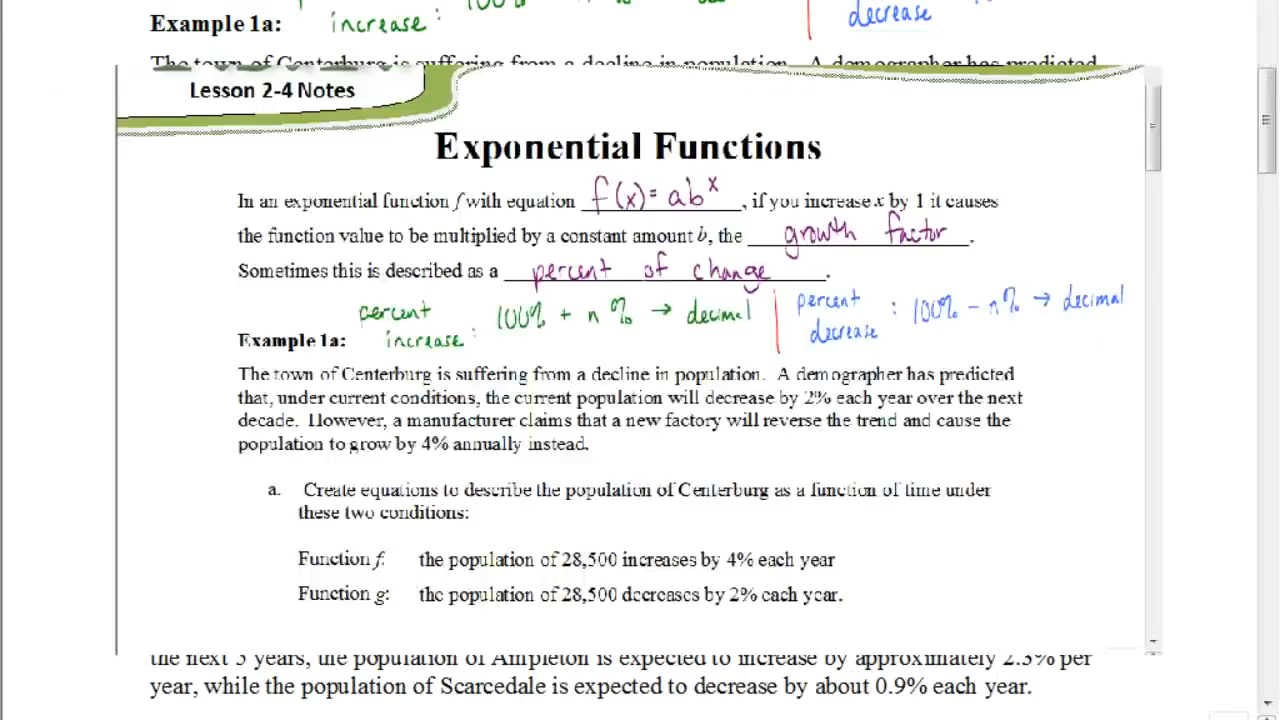 Example 1a:
increase:
decrease
The town of Centerburg is suffering from a decline in population. A demographer has predicted
Lesson 2-4 Notes
Exponential Functions
In an exponential function f with equation f(x) = ab^x, if you increase x by 1 it causes
the function value to be multiplied by a constant amount b, the growth factor.
Sometimes this is described as a percent of change.
percent increase: 100% + n% → decimal | percent decrease: 100% - n% → decimal
Example 1a:
The town of Centerburg is suffering from a decline in population. A demographer has predicted
that, under current conditions, the current population will decrease by 2% each year over the next
decade. However, a manufacturer claims that a new factory will reverse the trend and cause the
population to grow by 4% annually instead.
a. Create equations to describe the population of Centerburg as a function of time under
these two conditions:
Function f: the population of 28,500 increases by 4% each year
Function g: the population of 28,500 decreases by 2% each year.
the next 5 years, the population of Ampleton is expected to increase by approximately 2.5% per
year, while the population of Scarcedale is expected to decrease by about 0.9% each year.